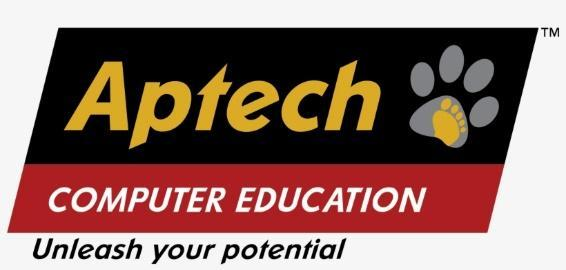 Aptech
™
COMPUTER EDUCATION
Unleash your potential